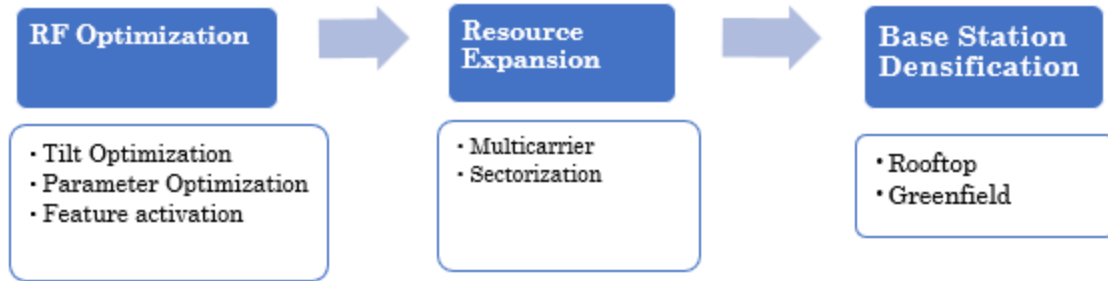 RF Optimization
· Tilt Optimization
· Parameter Optimization
· Feature activation
Resource
Expansion
· Multicarrier
· Sectorization
Base Station
Densification
• Rooftop
• Greenfield